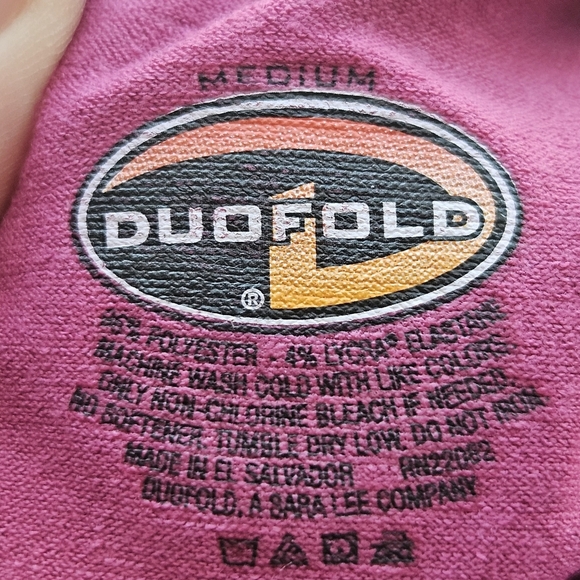 MEDIUM
DUOFOLD
®
96% POLYESTER - 4% LYCRA® ELASTANE
MACHINE WASH COLD WITH LIKE COLORS
ONLY NON-CHLORINE BLEACH IF NEEDED
NO SOFTENER. TUMBLE DRY LOW. DO NOT IRON.
MADE IN EL SALVADOR
DUOFOLD, A SARA LEE COMPANY